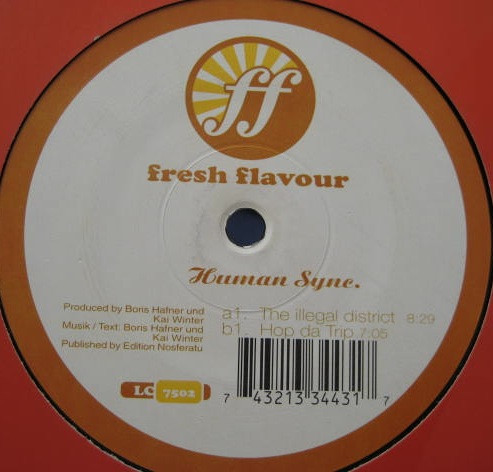 ff
fresh flavour
Human Sync.
Produced by Boris Hafner und
Kai Winter
Musik / Text: Boris Hafner und
Kai Winter
Published by Edition Nosferatu
a1. The illegal district 8:29
b1. Hop da Trip 7:05
LC 7502
7 43213 34431 7